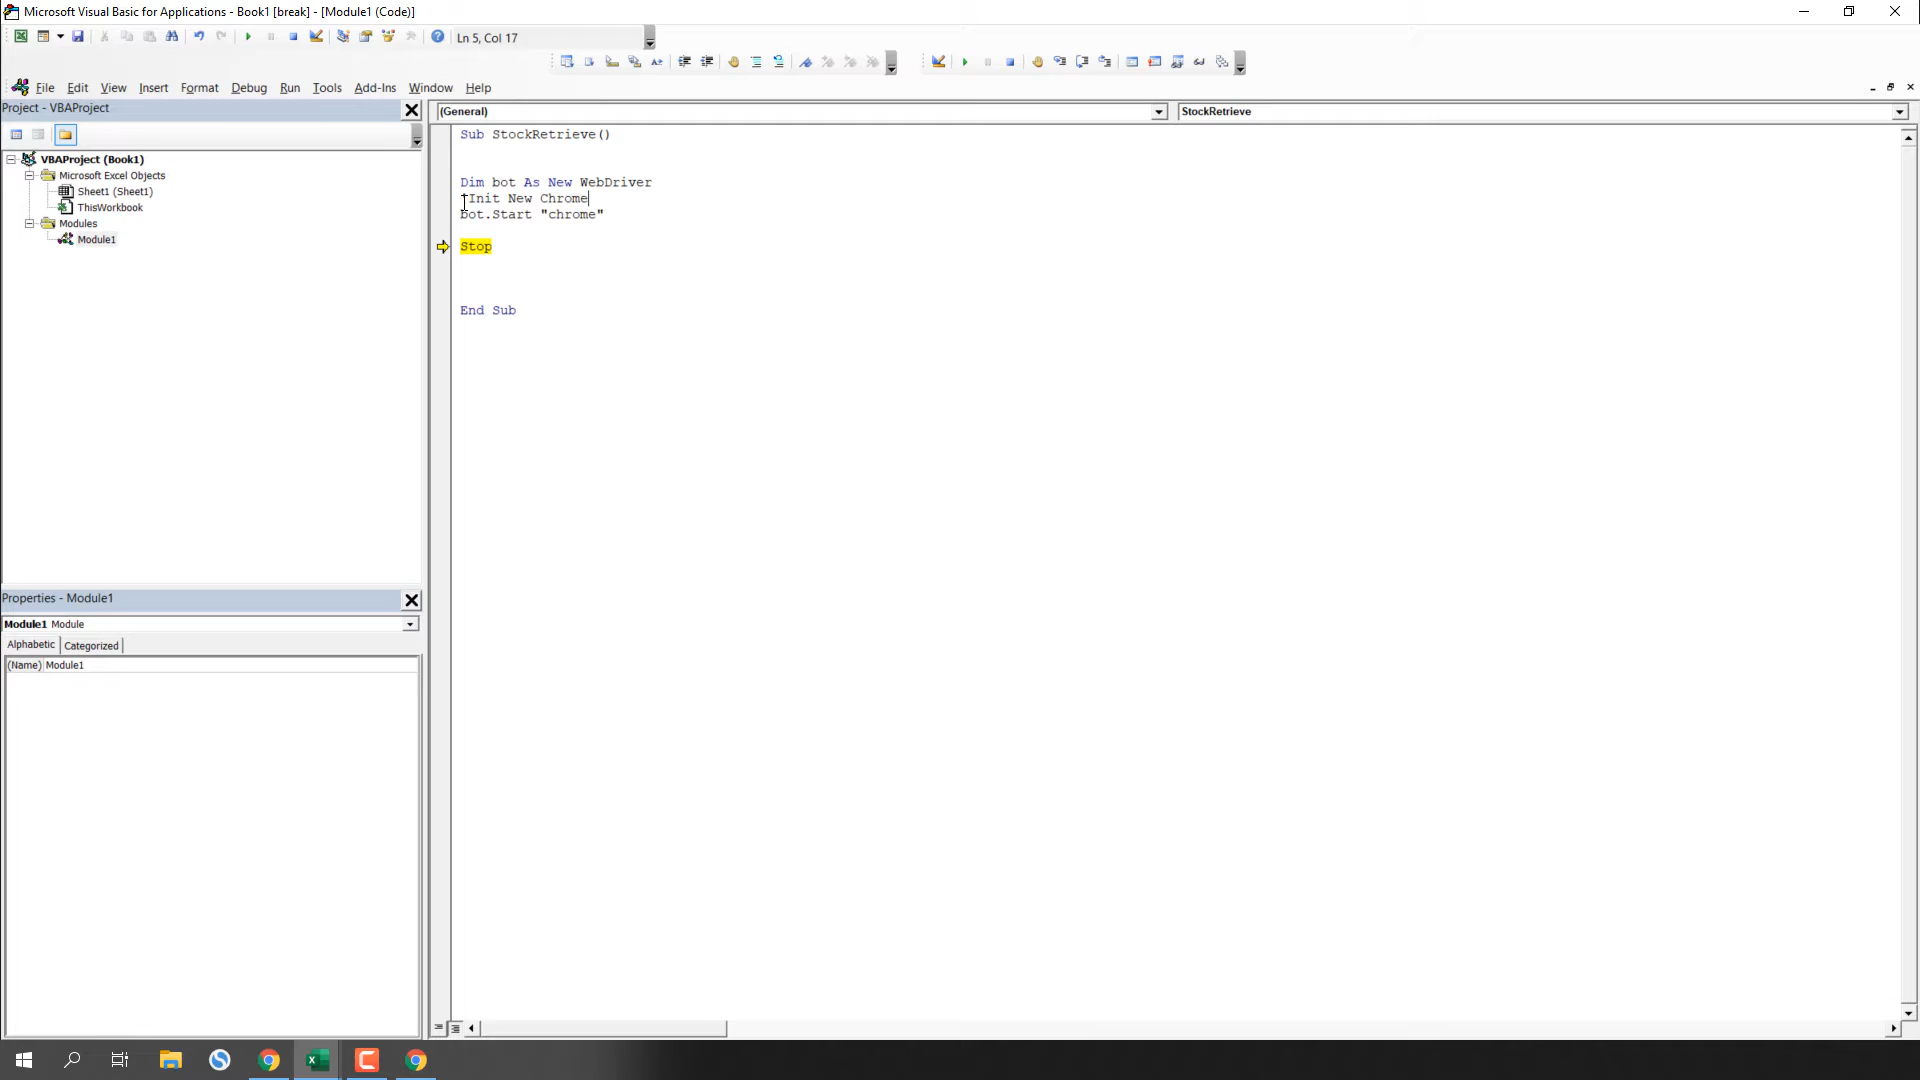 Microsoft Visual Basic for Applications - Book1 [break] - [Module1 (Code)]
Ln 5, Col 17
File Edit View Insert Format Debug Run Tools Add-Ins Window Help
Project - VBAProject
(General)
StockRetrieve
VBAProject (Book1)
Microsoft Excel Objects
Sheet1 (Sheet1)
ThisWorkbook
Modules
Module1
Sub StockRetrieve()
Dim bot As New WebDriver
'Init New Chrome
bot.Start "chrome"
Stop
End Sub
Properties - Module1
Module1 Module
Alphabetic Categorized
(Name) Module1